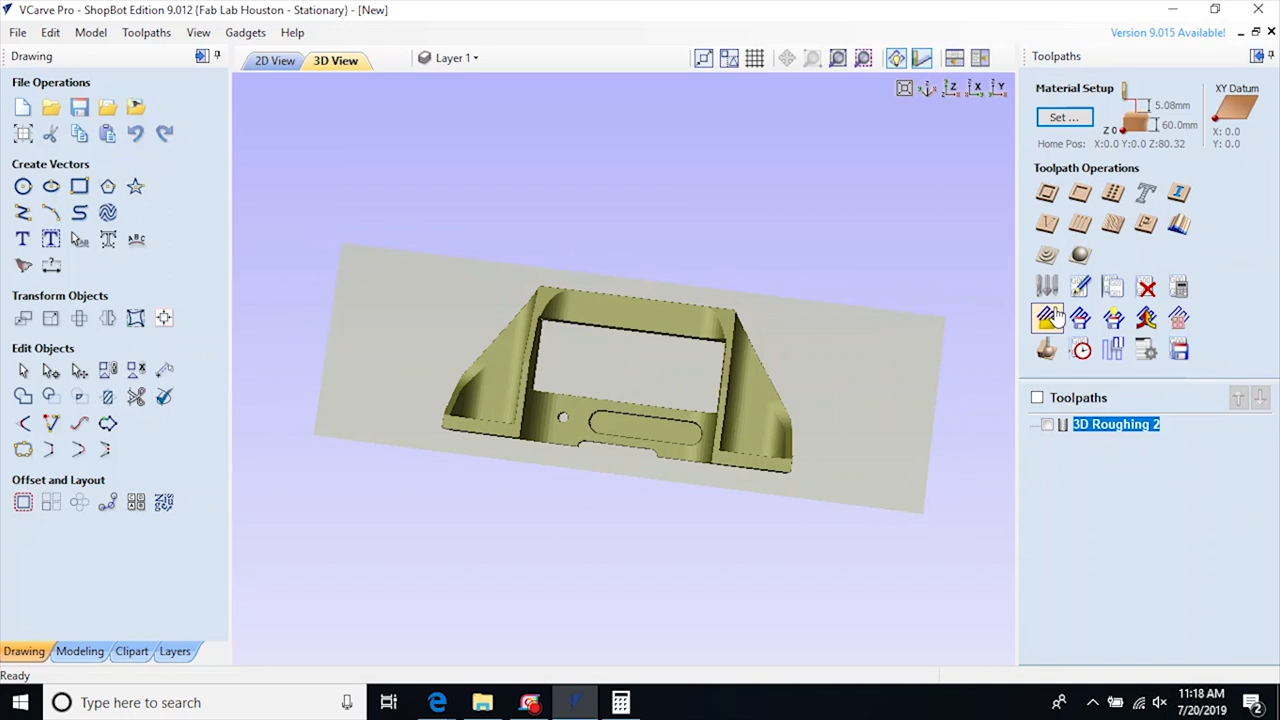 VCarve Pro - ShopBot Edition 9.012 {Fab Lab Houston - Stationary} - [New]
File Edit Model Toolpaths View Gadgets Help
Version 9.015 Available!
Drawing
2D View
3D View
Layer 1
Toolpaths
File Operations
Create Vectors
Transform Objects
Edit Objects
Offset and Layout
Z
X
Y
Material Setup
Set ...
5.08mm
Z 0
60.0mm
Home Pos: X:0.0 Y:0.0 Z:80.32
XY Datum
X: 0.0
Y: 0.0
Toolpath Operations
Toolpaths
3D Roughing 2
Drawing
Modeling
Clipart
Layers
Ready
Type here to search
11:18 AM
7/20/2019
2